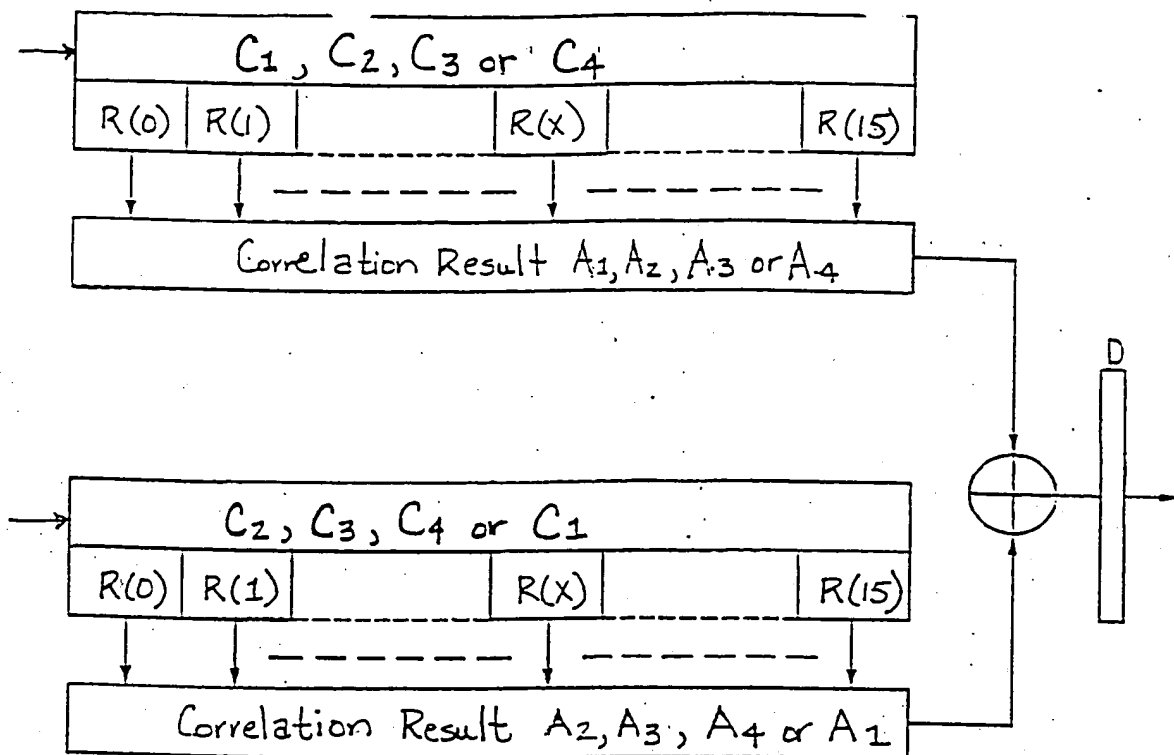 C1, C2, C3 or C4
R(0) R(1) R(X) R(15)
Correlation Result A1, A2, A3 or A4
D
C2, C3, C4 or C1
R(0) R(1) R(X) R(15)
Correlation Result A2, A3, A4 or A1